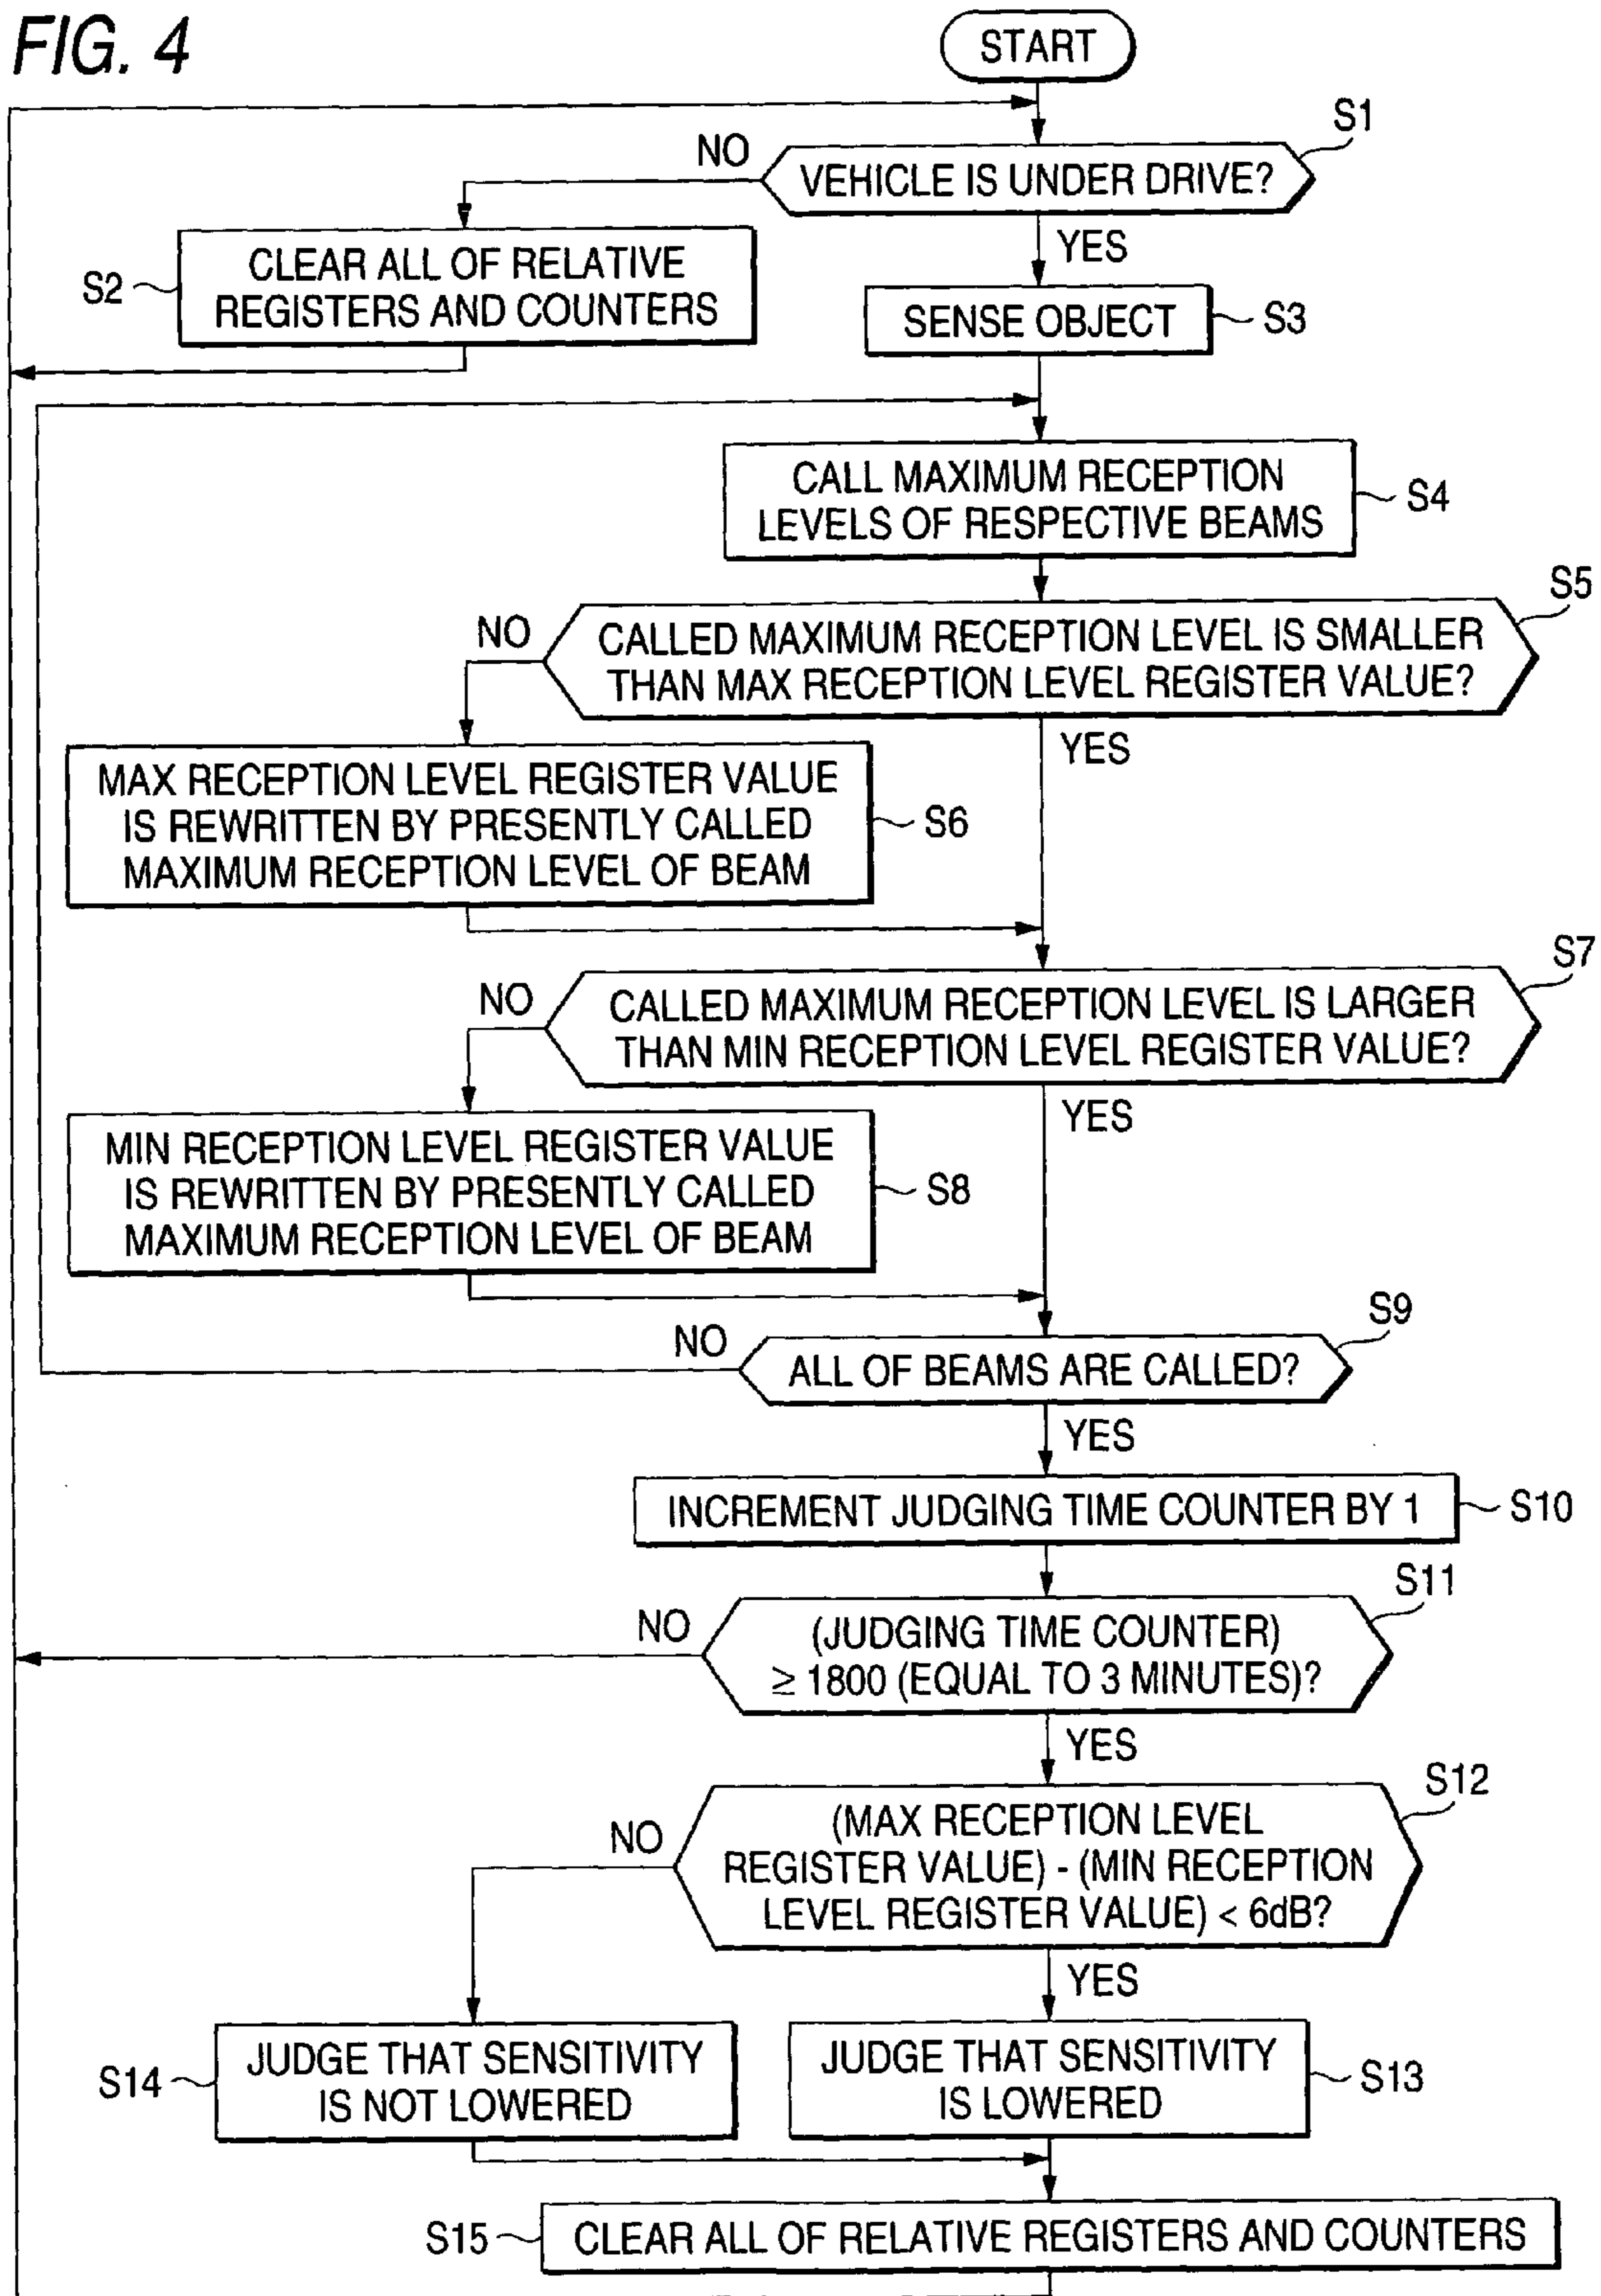 FIG. 4
START
S1
NO
VEHICLE IS UNDER DRIVE?
YES
S2
CLEAR ALL OF RELATIVE
REGISTERS AND COUNTERS
SENSE OBJECT
S3
CALL MAXIMUM RECEPTION
LEVELS OF RESPECTIVE BEAMS
S4
S5
NO
CALLED MAXIMUM RECEPTION LEVEL IS SMALLER
THAN MAX RECEPTION LEVEL REGISTER VALUE?
YES
MAX RECEPTION LEVEL REGISTER VALUE
IS REWRITTEN BY PRESENTLY CALLED
MAXIMUM RECEPTION LEVEL OF BEAM
S6
S7
NO
CALLED MAXIMUM RECEPTION LEVEL IS LARGER
THAN MIN RECEPTION LEVEL REGISTER VALUE?
YES
MIN RECEPTION LEVEL REGISTER VALUE
IS REWRITTEN BY PRESENTLY CALLED
MAXIMUM RECEPTION LEVEL OF BEAM
S8
S9
NO
ALL OF BEAMS ARE CALLED?
YES
INCREMENT JUDGING TIME COUNTER BY 1
S10
S11
NO
(JUDGING TIME COUNTER)
≥ 1800 (EQUAL TO 3 MINUTES)?
YES
S12
NO
(MAX RECEPTION LEVEL
REGISTER VALUE) - (MIN RECEPTION
LEVEL REGISTER VALUE) < 6dB?
YES
S14
JUDGE THAT SENSITIVITY
IS NOT LOWERED
JUDGE THAT SENSITIVITY
IS LOWERED
S13
S15
CLEAR ALL OF RELATIVE REGISTERS AND COUNTERS